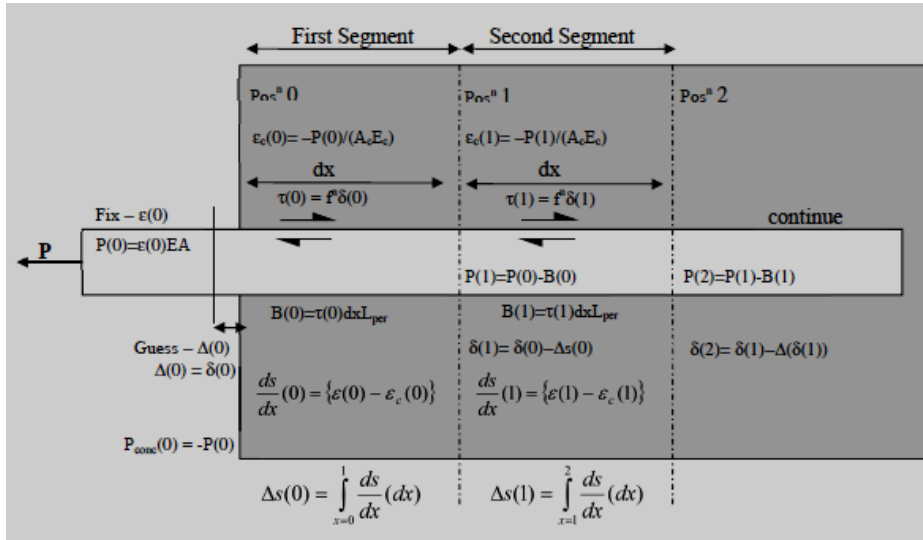 First Segment Second Segment
Posⁿ 0 Posⁿ 1 Posⁿ 2
εc(0)= –P(0)/(AcEc) εc(1)= –P(1)/(AcEc)
dx dx
τ(0) = fⁿδ(0) τ(1) = fⁿδ(1)
Fix – ε(0) continue
P P(0)=ε(0)EA
P(1)=P(0)-B(0) P(2)=P(1)-B(1)
B(0)=τ(0)dxLper B(1)=τ(1)dxLper
Guess – Δ(0) δ(1)= δ(0)–Δs(0) δ(2)= δ(1)–Δ(δ(1))
Δ(0) = δ(0)
ds/dx (0) = {ε(0) − εc(0)} ds/dx (1) = {ε(1) − εc(1)}
Pconc(0) = -P(0)
Δs(0) = ∫_{x=0}^{1} ds/dx (dx) Δs(1) = ∫_{x=1}^{2} ds/dx (dx)